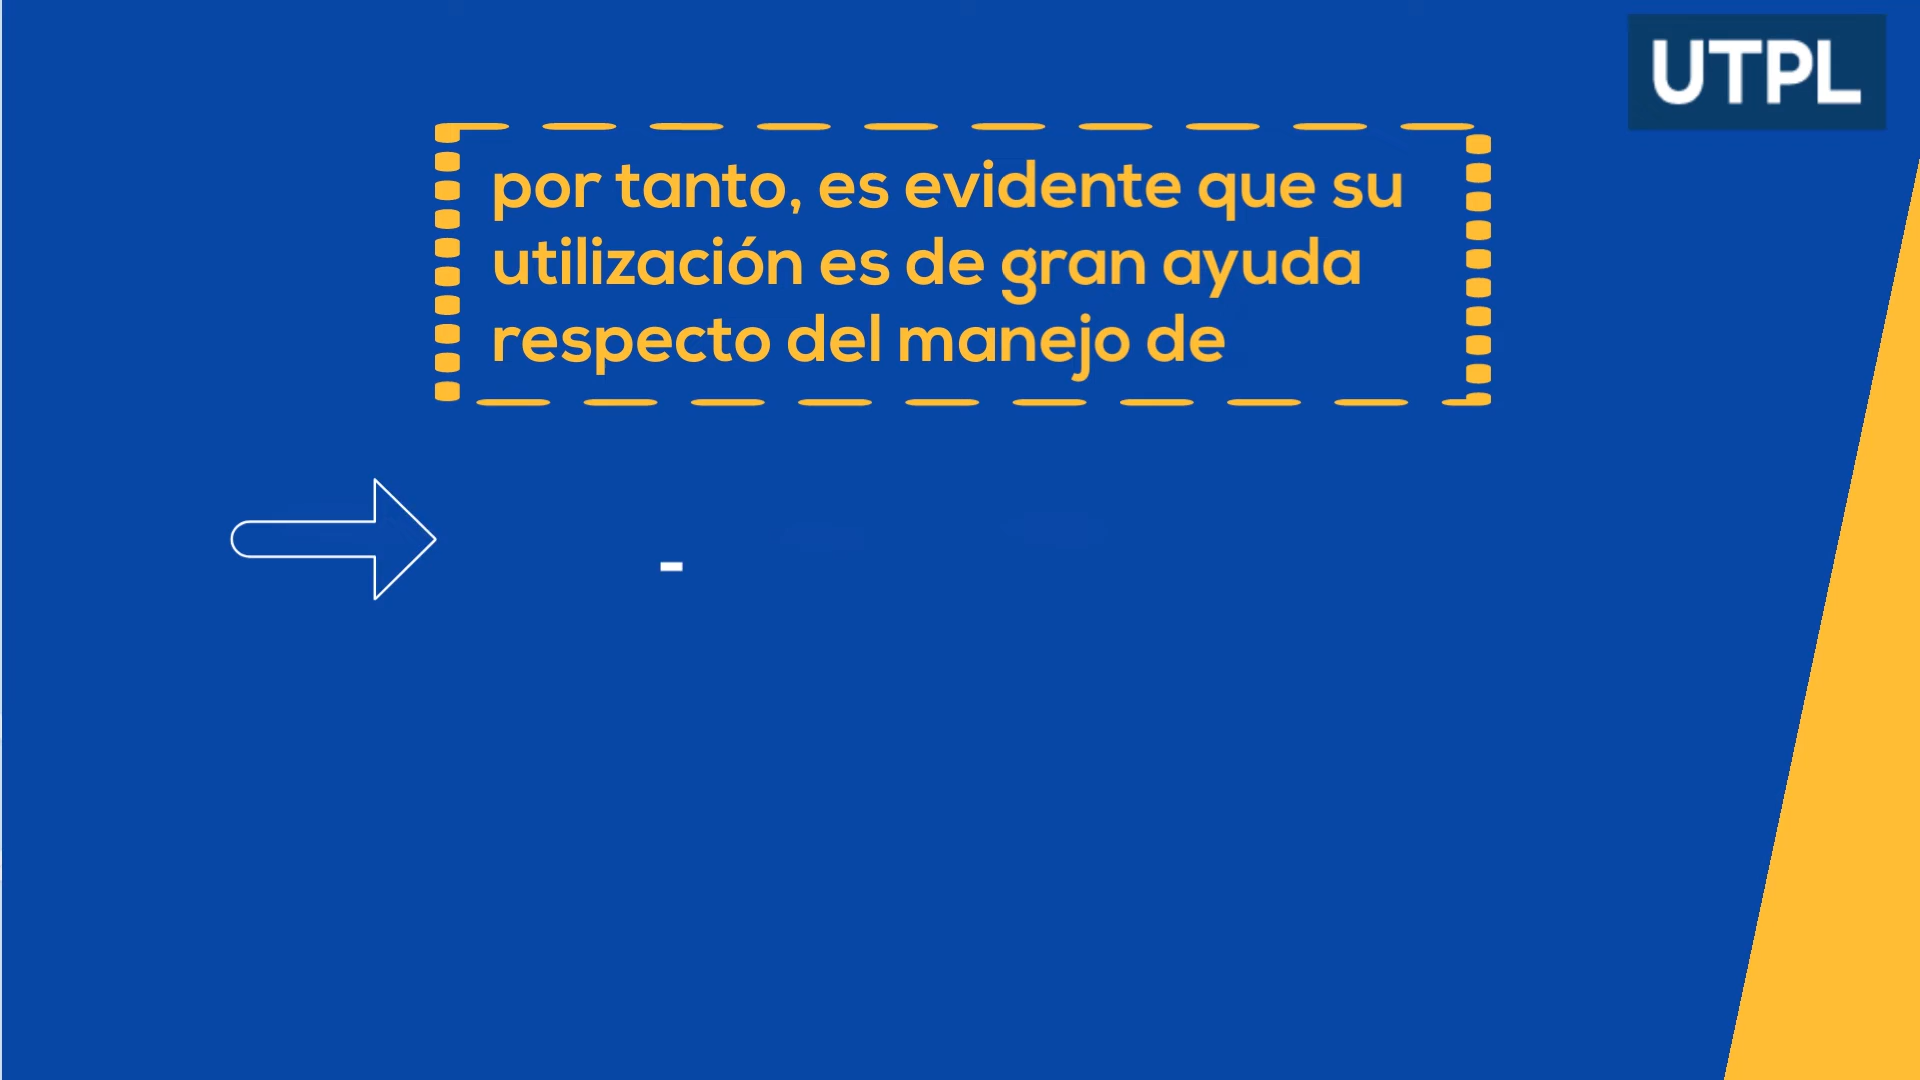 UTPL
por tanto, es evidente que su
utilización es de gran ayuda
respecto del manejo de
-